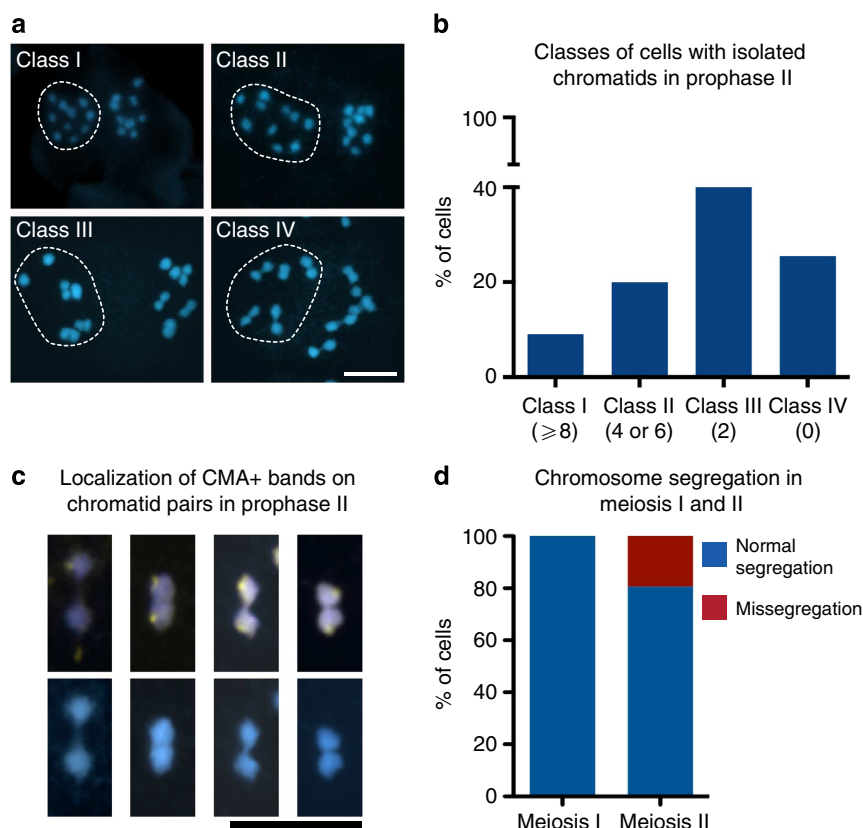 a
Class I
Class II
Class III
Class IV
b
Classes of cells with isolated
chromatids in prophase II
% of cells
100
40
20
0
Class I
(⩾8)
Class II
(4 or 6)
Class III
(2)
Class IV
(0)
c
Localization of CMA+ bands on
chromatid pairs in prophase II
d
Chromosome segregation in
meiosis I and II
% of cells
100
80
60
40
20
0
Meiosis I
Meiosis II
Normal
segregation
Missegregation